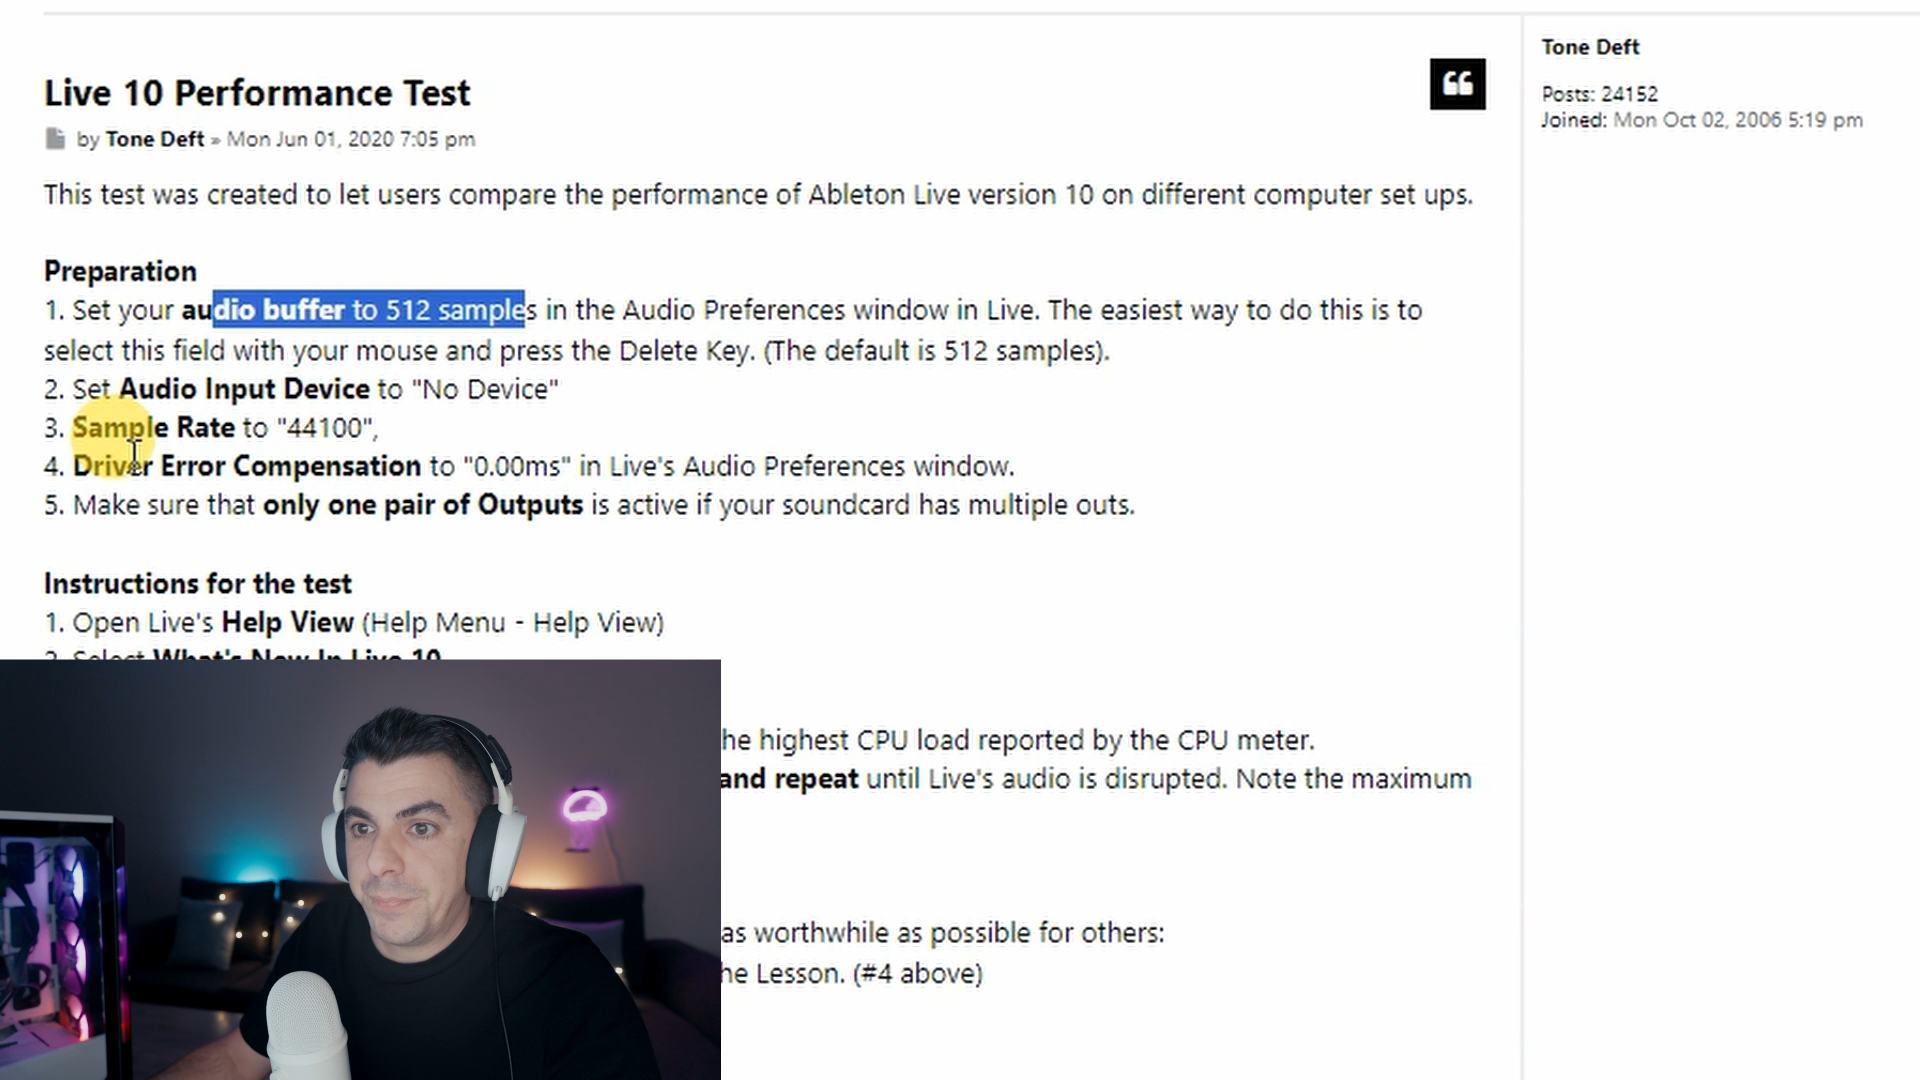 Live 10 Performance Test
by Tone Deft » Mon Jun 01, 2020 7:05 pm
This test was created to let users compare the performance of Ableton Live version 10 on different computer set ups.
Preparation
1. Set your audio buffer to 512 samples in the Audio Preferences window in Live. The easiest way to do this is to
select this field with your mouse and press the Delete Key. (The default is 512 samples).
2. Set Audio Input Device to "No Device"
3. Sample Rate to "44100",
4. Driver Error Compensation to "0.00ms" in Live's Audio Preferences window.
5. Make sure that only one pair of Outputs is active if your soundcard has multiple outs.
Instructions for the test
1. Open Live's Help View (Help Menu - Help View)
2. Select What's New In Live 10
he highest CPU load reported by the CPU meter.
and repeat until Live's audio is disrupted. Note the maximum
as worthwhile as possible for others:
he Lesson. (#4 above)
Tone Deft
Posts: 24152
Joined: Mon Oct 02, 2006 5:19 pm